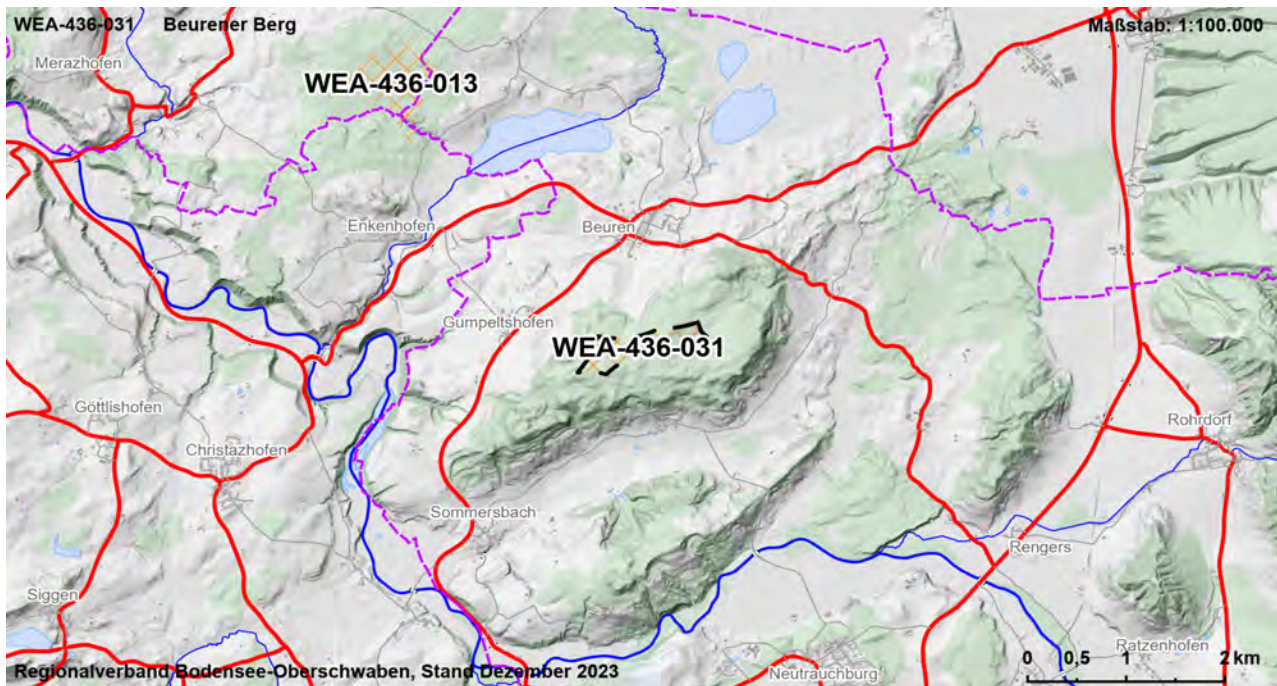 WEA-436-031 Beurener Berg Maßstab: 1:100.000
Merazhofen
WEA-436-013
Enkenhofen
Beuren
Gumpeltshofen
WEA-436-031
Göttlishofen
Rohrdorf
Christazhofen
Sommersbach
Rengers
Siggen
Ratzenhofen
0 0,5 1 2 km
Regionalverband Bodensee-Oberschwaben, Stand Dezember 2023
Neutrauchburg